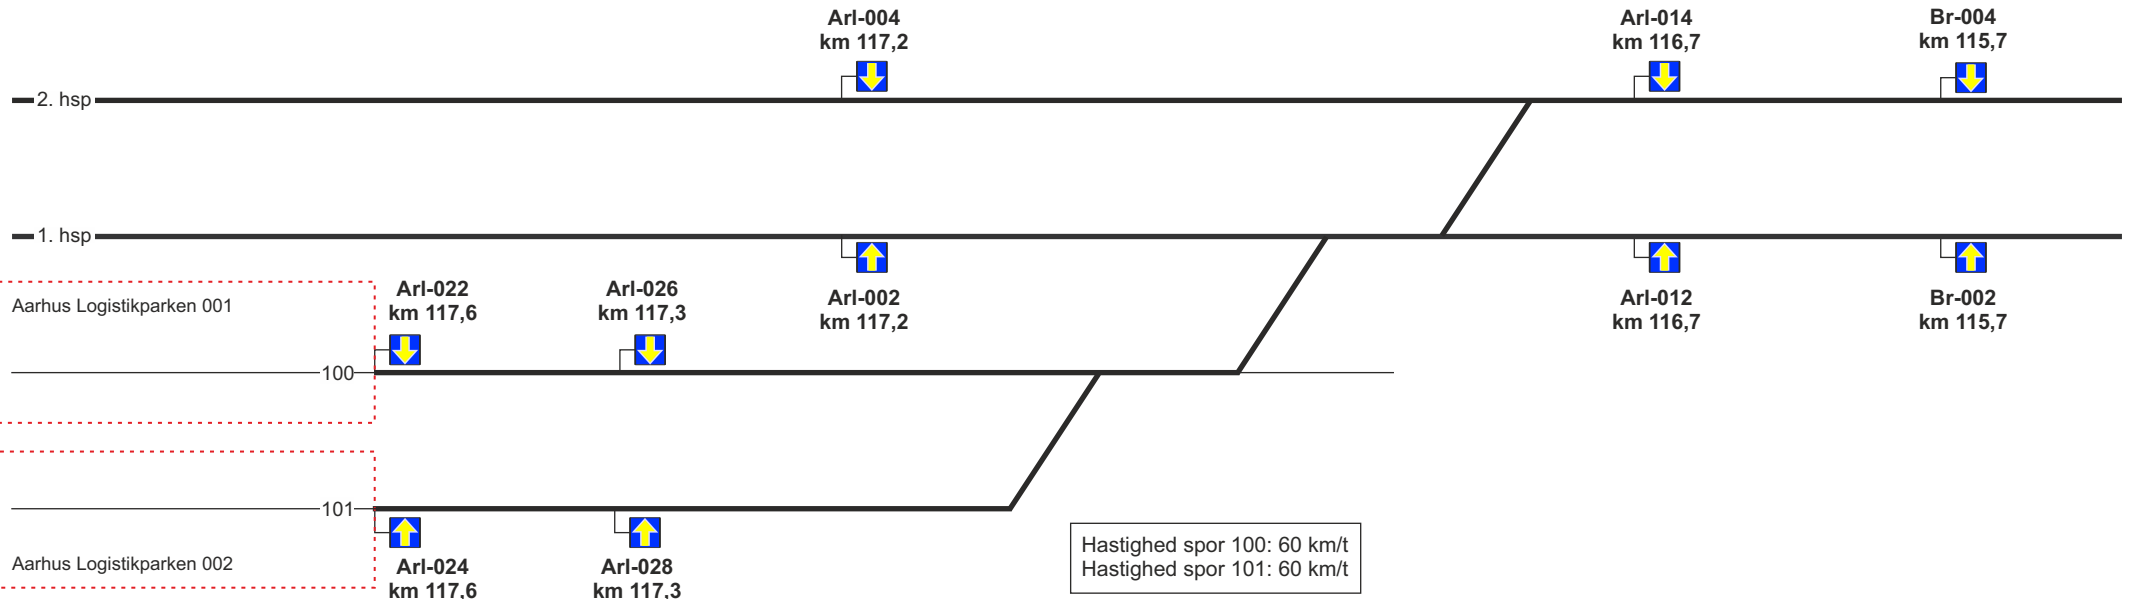 Arl-004
km 117,2
Arl-014
km 116,7
Br-004
km 115,7
2. hsp
1. hsp
Arl-002
km 117,2
Arl-012
km 116,7
Br-002
km 115,7
Aarhus Logistikparken 001
Arl-022
km 117,6
Arl-026
km 117,3
100
101
Aarhus Logistikparken 002
Arl-024
km 117,6
Arl-028
km 117,3
Hastighed spor 100: 60 km/t
Hastighed spor 101: 60 km/t